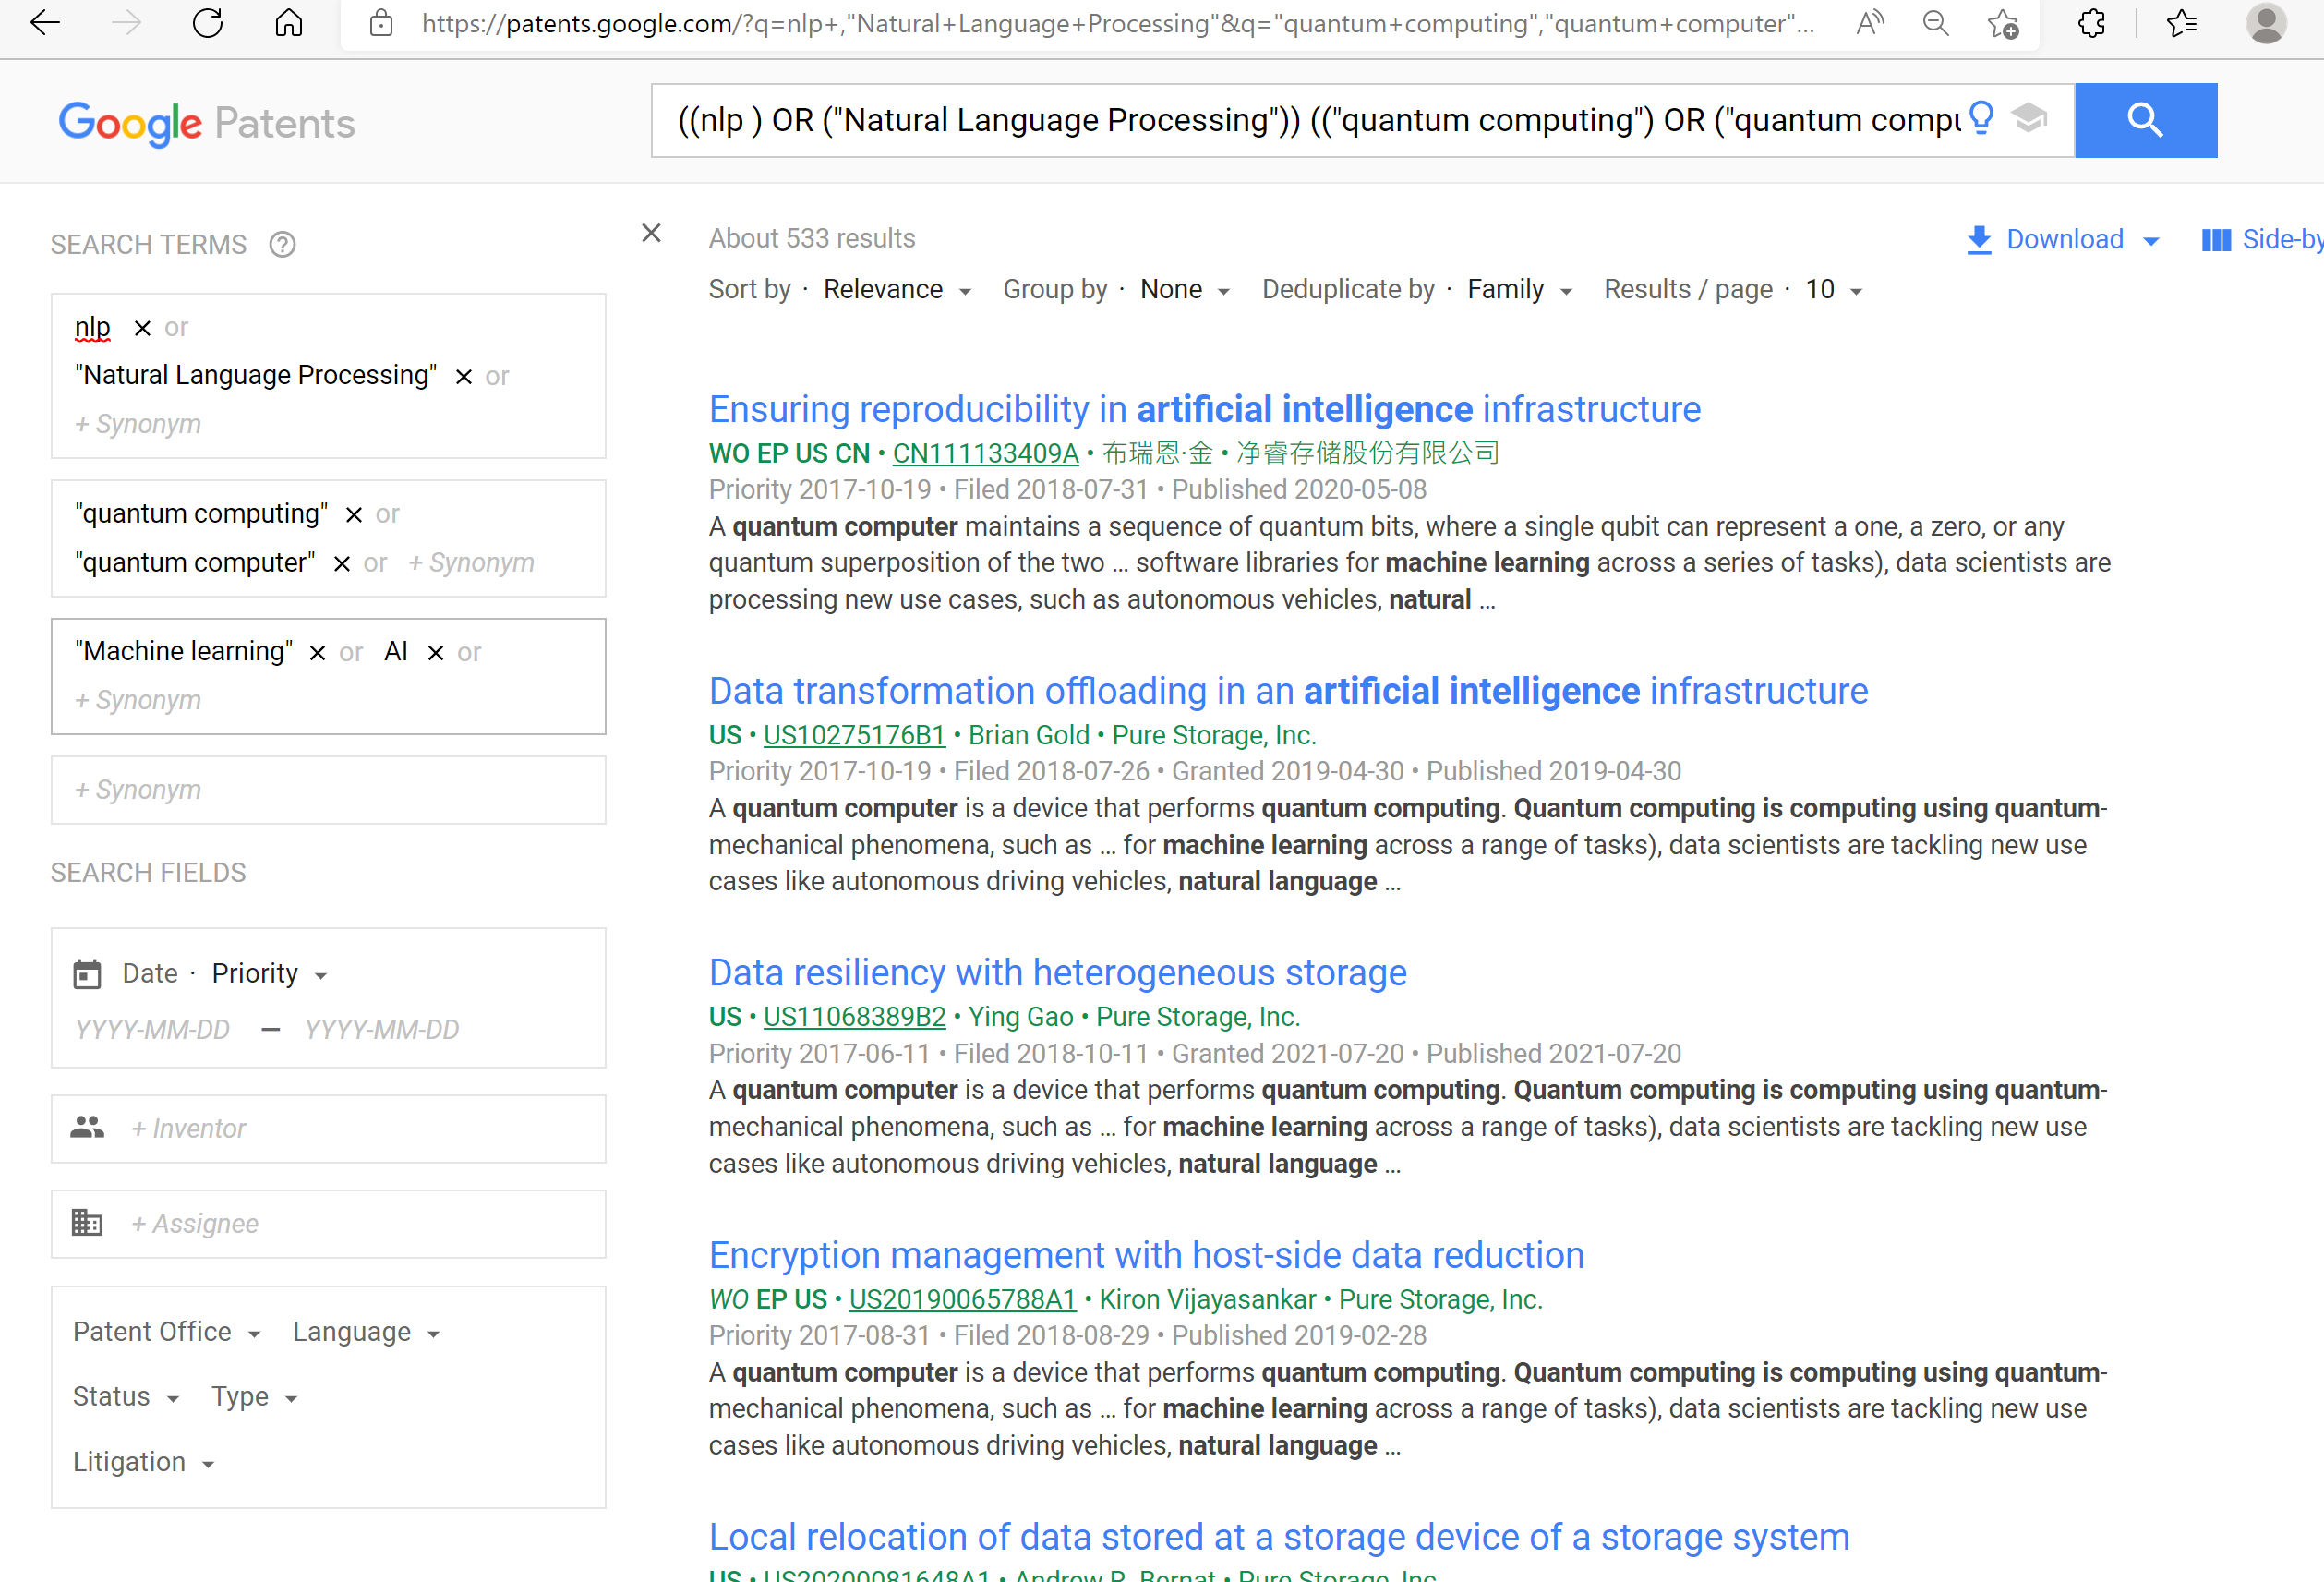 https://patents.google.com/?q=nlp+,"Natural+Language+Processing"&q="quantum+computing","quantum+computer"...
Google Patents
((nlp ) OR ("Natural Language Processing")) (("quantum computing") OR ("quantum compu
SEARCH TERMS
nlp × or
"Natural Language Processing" × or
+ Synonym
"quantum computing" × or
"quantum computer" × or + Synonym
"Machine learning" × or AI × or
+ Synonym
+ Synonym
SEARCH FIELDS
Date · Priority
YYYY-MM-DD — YYYY-MM-DD
+ Inventor
+ Assignee
Patent Office Language
Status Type
Litigation
About 533 results
Download Side-by
Sort by · Relevance Group by · None Deduplicate by · Family Results / page · 10
Ensuring reproducibility in artificial intelligence infrastructure
WO EP US CN • CN111133409A • 布瑞恩·金 • 净睿存储股份有限公司
Priority 2017-10-19 • Filed 2018-07-31 • Published 2020-05-08
A quantum computer maintains a sequence of quantum bits, where a single qubit can represent a one, a zero, or any
quantum superposition of the two ... software libraries for machine learning across a series of tasks), data scientists are
processing new use cases, such as autonomous vehicles, natural ...
Data transformation offloading in an artificial intelligence infrastructure
US • US10275176B1 • Brian Gold • Pure Storage, Inc.
Priority 2017-10-19 • Filed 2018-07-26 • Granted 2019-04-30 • Published 2019-04-30
A quantum computer is a device that performs quantum computing. Quantum computing is computing using quantum-
mechanical phenomena, such as ... for machine learning across a range of tasks), data scientists are tackling new use
cases like autonomous driving vehicles, natural language ...
Data resiliency with heterogeneous storage
US • US11068389B2 • Ying Gao • Pure Storage, Inc.
Priority 2017-06-11 • Filed 2018-10-11 • Granted 2021-07-20 • Published 2021-07-20
A quantum computer is a device that performs quantum computing. Quantum computing is computing using quantum-
mechanical phenomena, such as ... for machine learning across a range of tasks), data scientists are tackling new use
cases like autonomous driving vehicles, natural language ...
Encryption management with host-side data reduction
WO EP US • US20190065788A1 • Kiron Vijayasankar • Pure Storage, Inc.
Priority 2017-08-31 • Filed 2018-08-29 • Published 2019-02-28
A quantum computer is a device that performs quantum computing. Quantum computing is computing using quantum-
mechanical phenomena, such as ... for machine learning across a range of tasks), data scientists are tackling new use
cases like autonomous driving vehicles, natural language ...
Local relocation of data stored at a storage device of a storage system
US • US20200081648A1 • Andrew R. Bernat • Pure Storage, Inc.